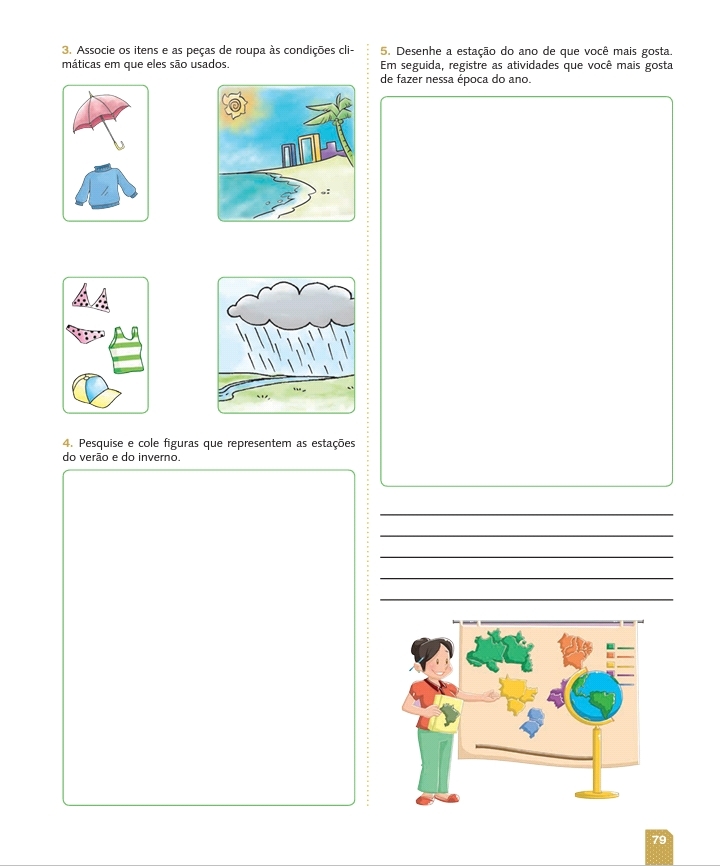 3. Associe os itens e as peças de roupa às condições cli-
máticas em que eles são usados.
4. Pesquise e cole figuras que representem as estações
do verão e do inverno.
5. Desenhe a estação do ano de que você mais gosta.
Em seguida, registre as atividades que você mais gosta
de fazer nessa época do ano.
79